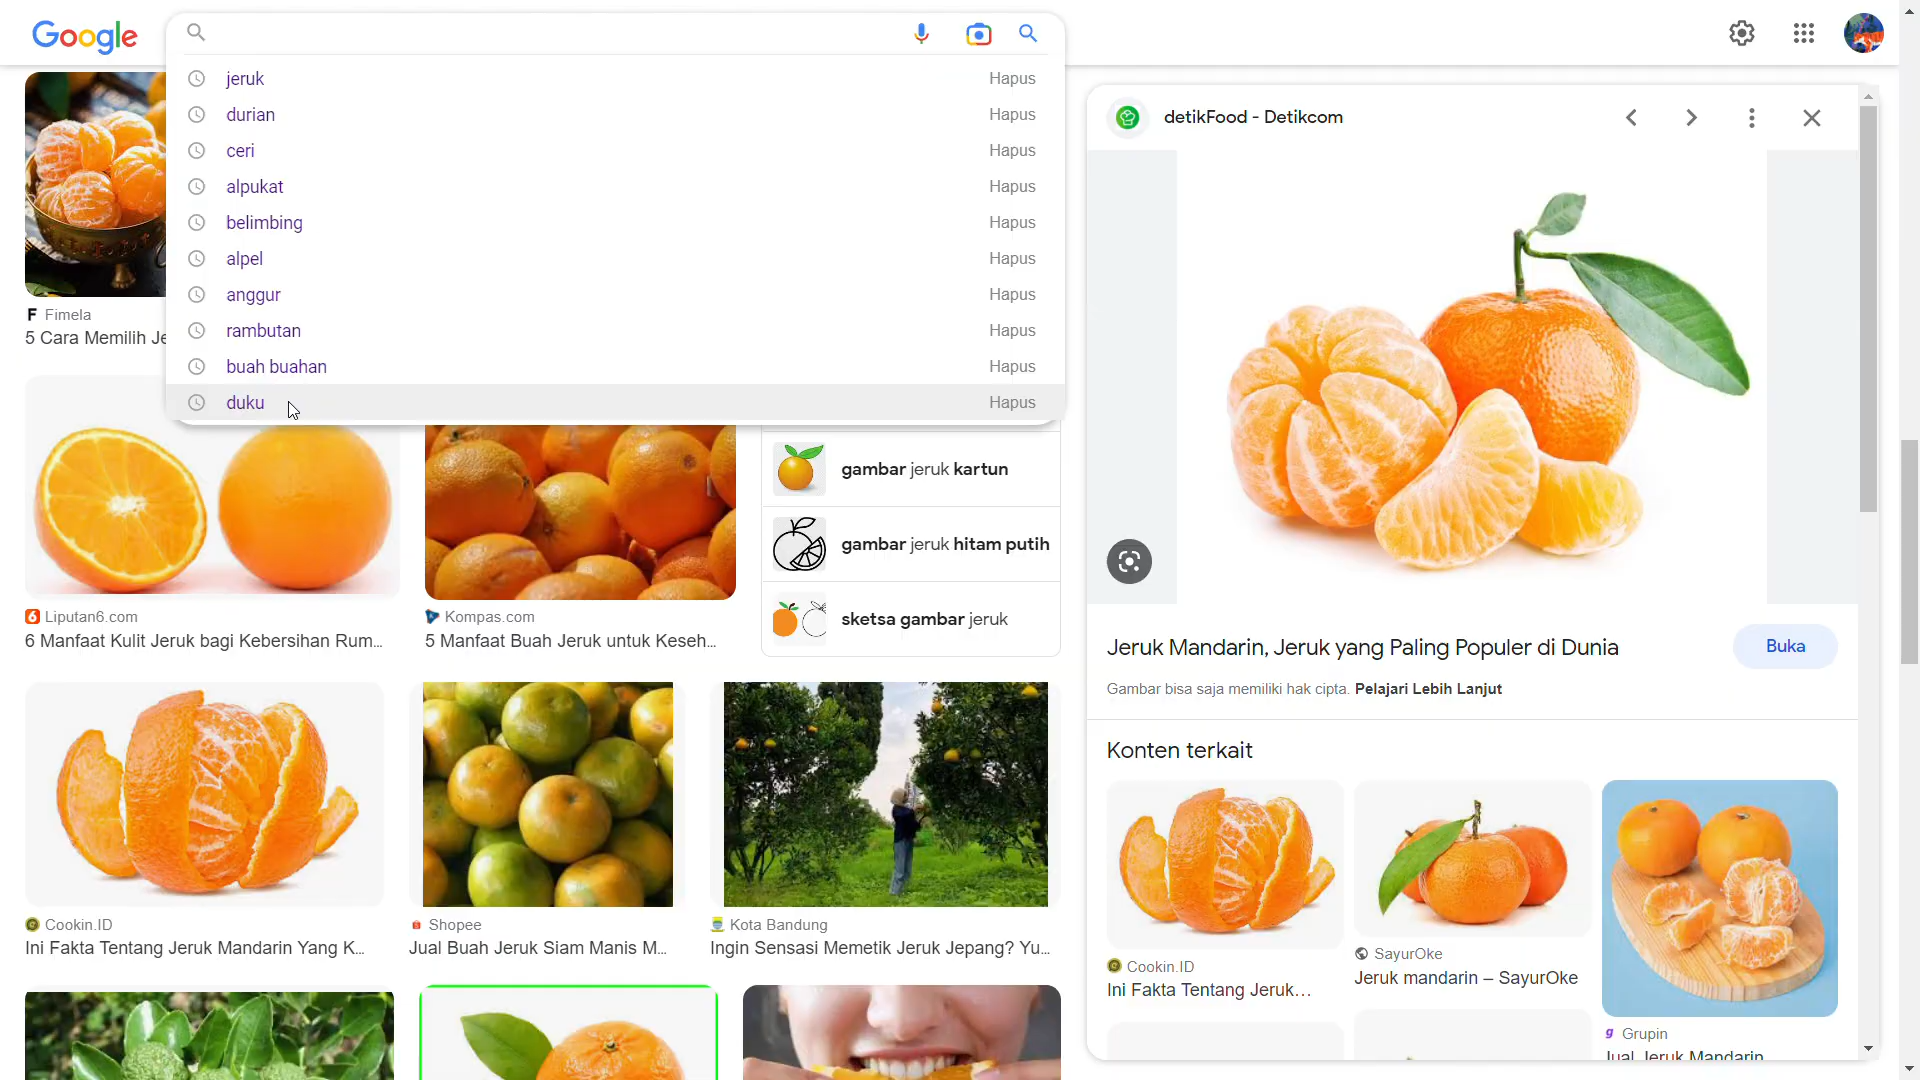 Google
jeruk Hapus
durian Hapus
ceri Hapus
alpukat Hapus
belimbing Hapus
alpel Hapus
anggur Hapus
rambutan Hapus
buah buahan Hapus
duku Hapus
F Fimela
5 Cara Memilih Je
Liputan6.com
6 Manfaat Kulit Jeruk bagi Kebersihan Rum...
Kompas.com
5 Manfaat Buah Jeruk untuk Keseh...
gambar jeruk kartun
gambar jeruk hitam putih
sketsa gambar jeruk
Cookin.ID
Ini Fakta Tentang Jeruk Mandarin Yang K...
Shopee
Jual Buah Jeruk Siam Manis M...
Kota Bandung
Ingin Sensasi Memetik Jeruk Jepang? Yu...
detikFood - Detikcom
Jeruk Mandarin, Jeruk yang Paling Populer di Dunia
Buka
Gambar bisa saja memiliki hak cipta. Pelajari Lebih Lanjut
Konten terkait
Cookin.ID
Ini Fakta Tentang Jeruk...
SayurOke
Jeruk mandarin – SayurOke
g Grupin
Jual Jeruk Mandarin